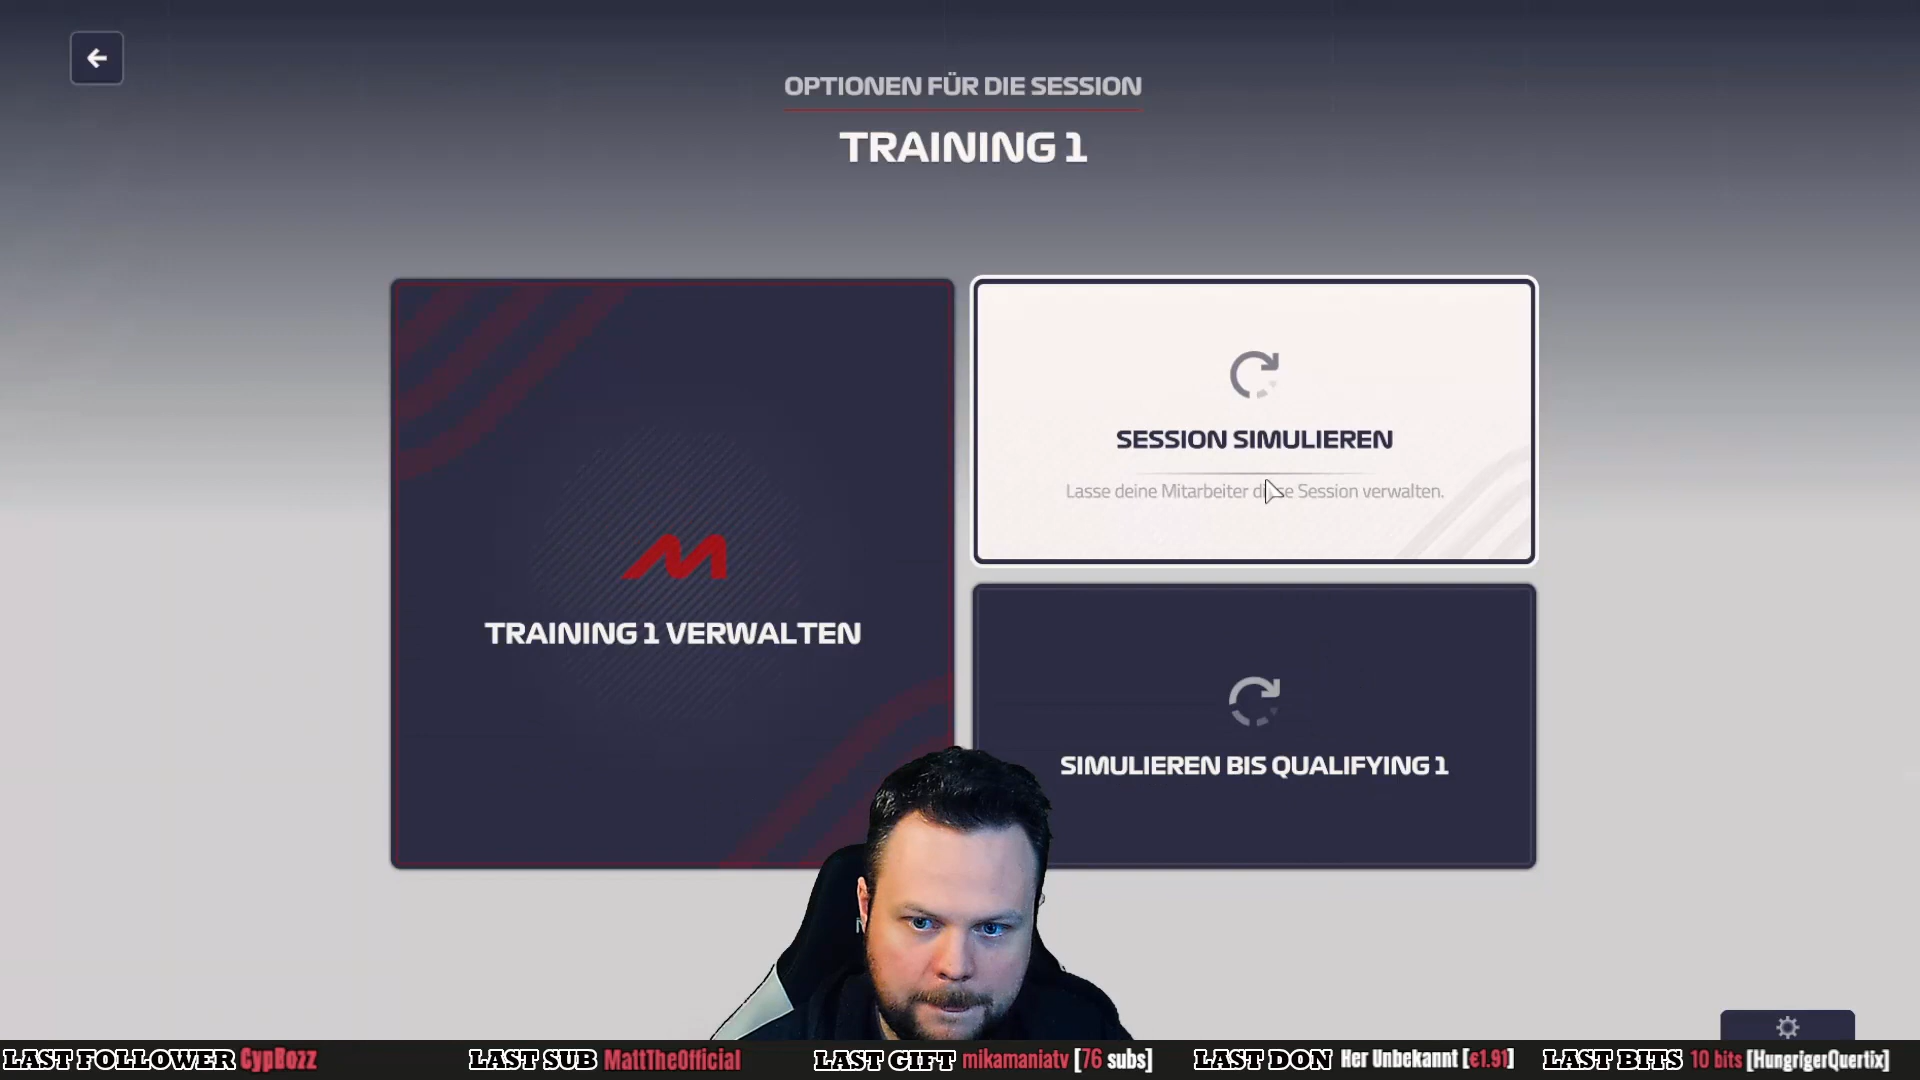 OPTIONEN FÜR DIE SESSION
TRAINING 1
SESSION SIMULIEREN
Lasse deine Mitarbeiter diese Session verwalten.
TRAINING 1 VERWALTEN
SIMULIEREN BIS QUALIFYING 1
LAST FOLLOWER CypBozz LAST SUB MattTheOfficial LAST GIFT mikamaniatv [76 subs] LAST DON Her Unbekannt [€1.91] LAST BITS 10 bits [HungrigerQuertix]